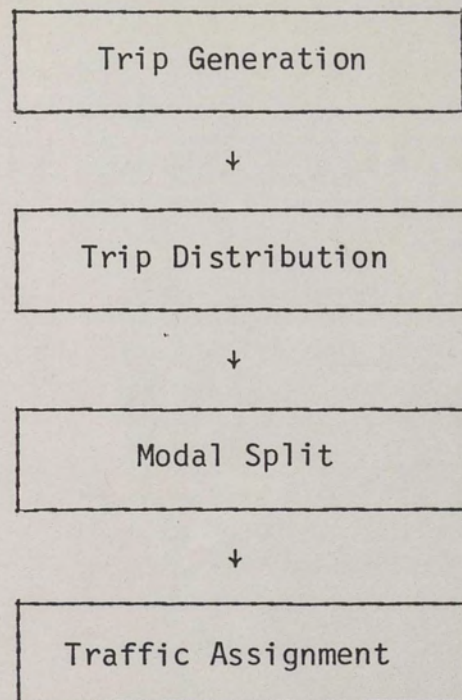 Trip Generation
↓
Trip Distribution
↓
Modal Split
↓
Traffic Assignment